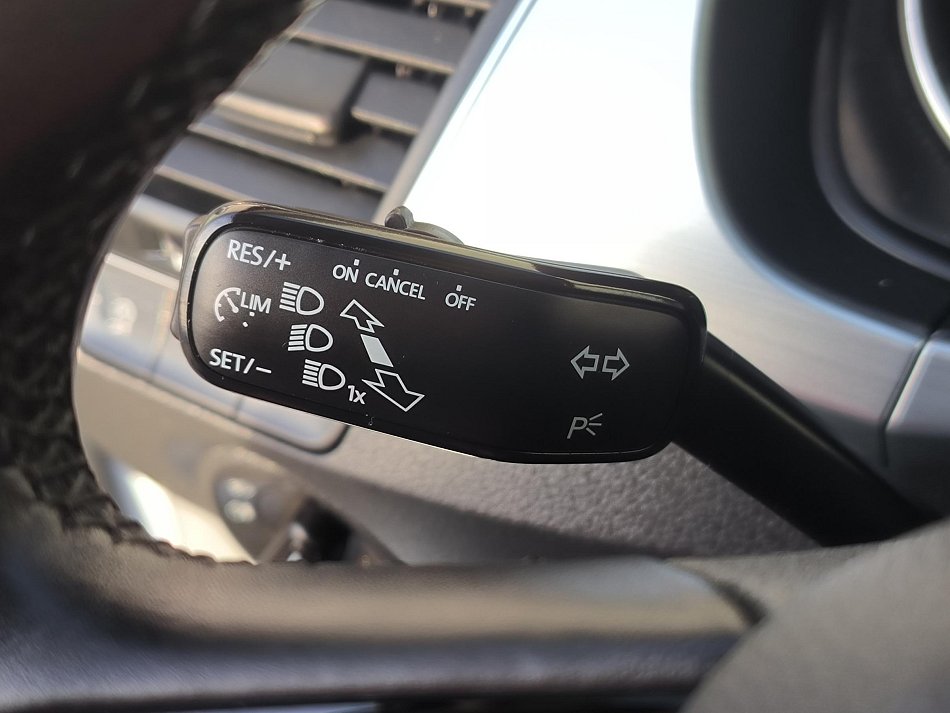 RES/+
ON CANCEL OFF
LIM
SET/−
1x
P